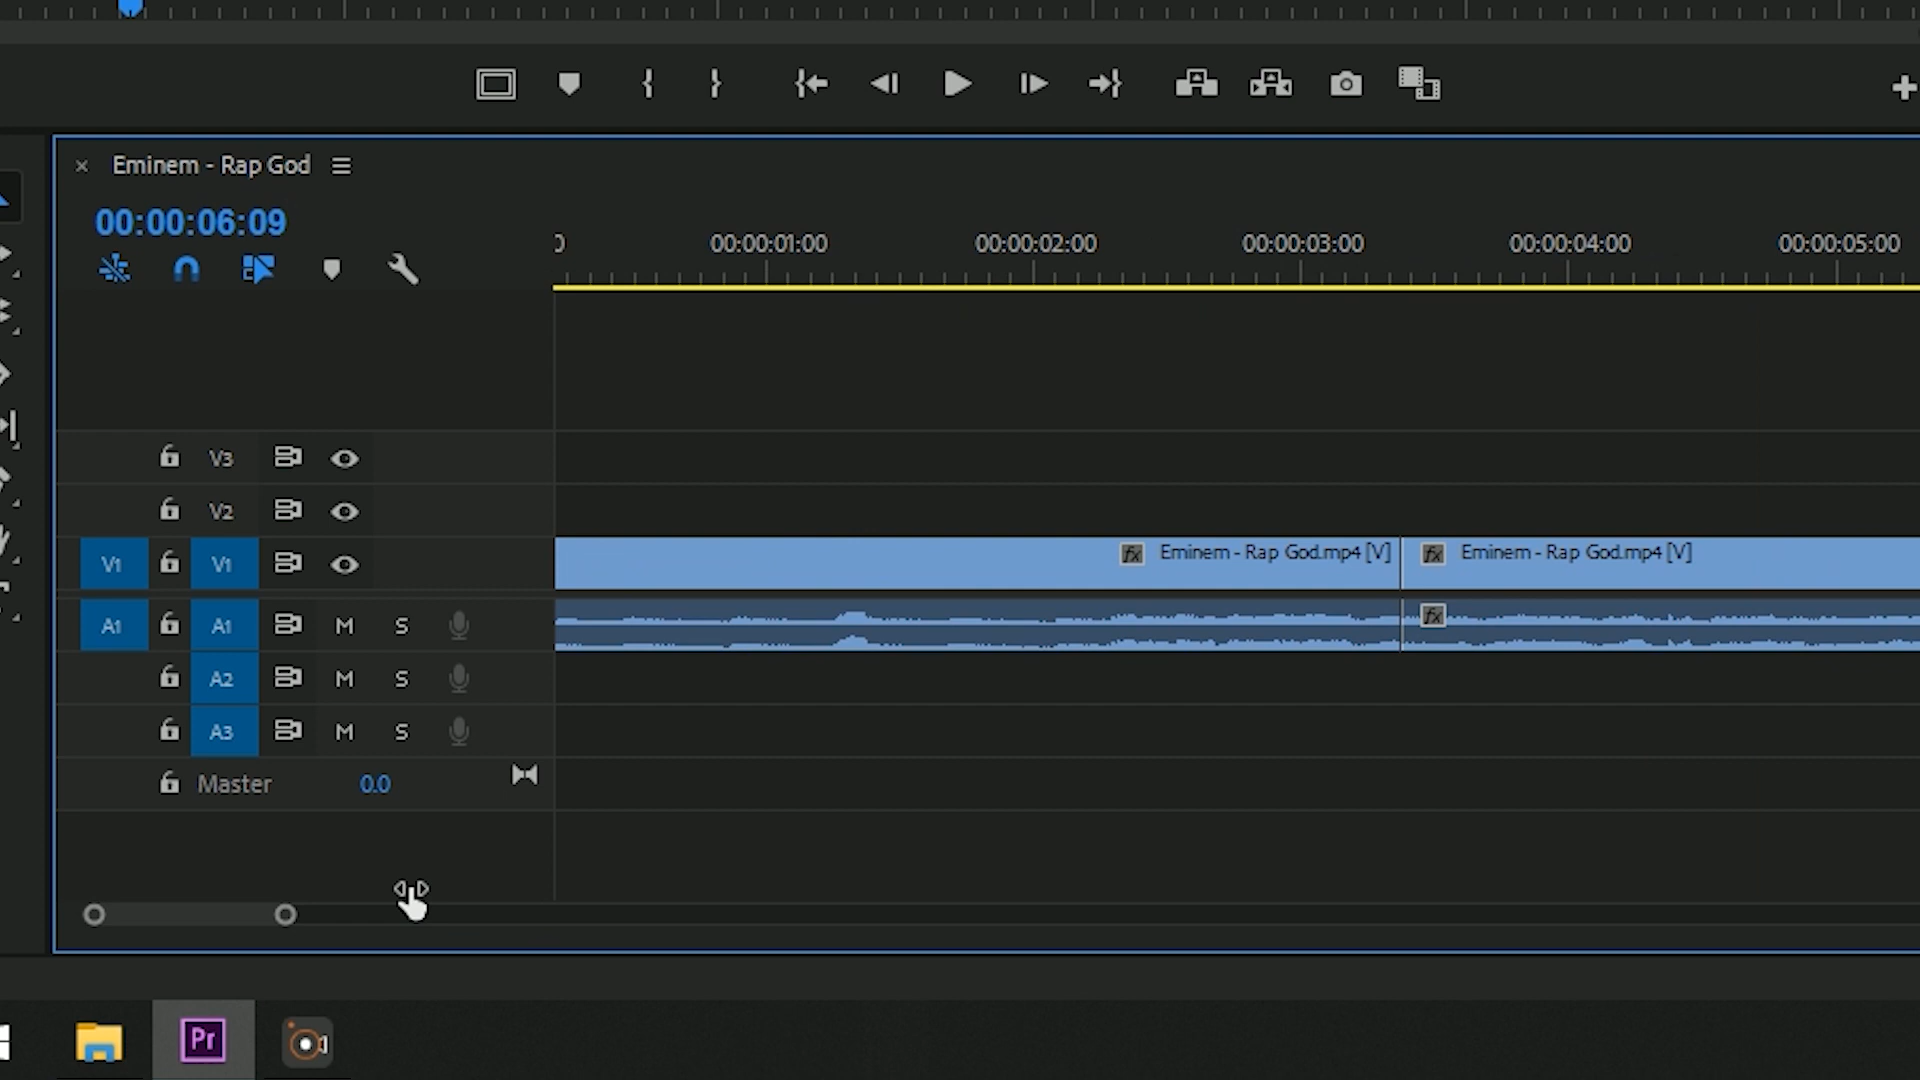 Eminem - Rap God
00:00:06:09
00:00:01:00 00:00:02:00 00:00:03:00 00:00:04:00 00:00:05:00
V3
V2
V1 V1 fx Eminem - Rap God.mp4 [V] fx Eminem - Rap God.mp4 [V]
A1 A1 M S fx
A2 M S
A3 M S
Master 0.0
Pr